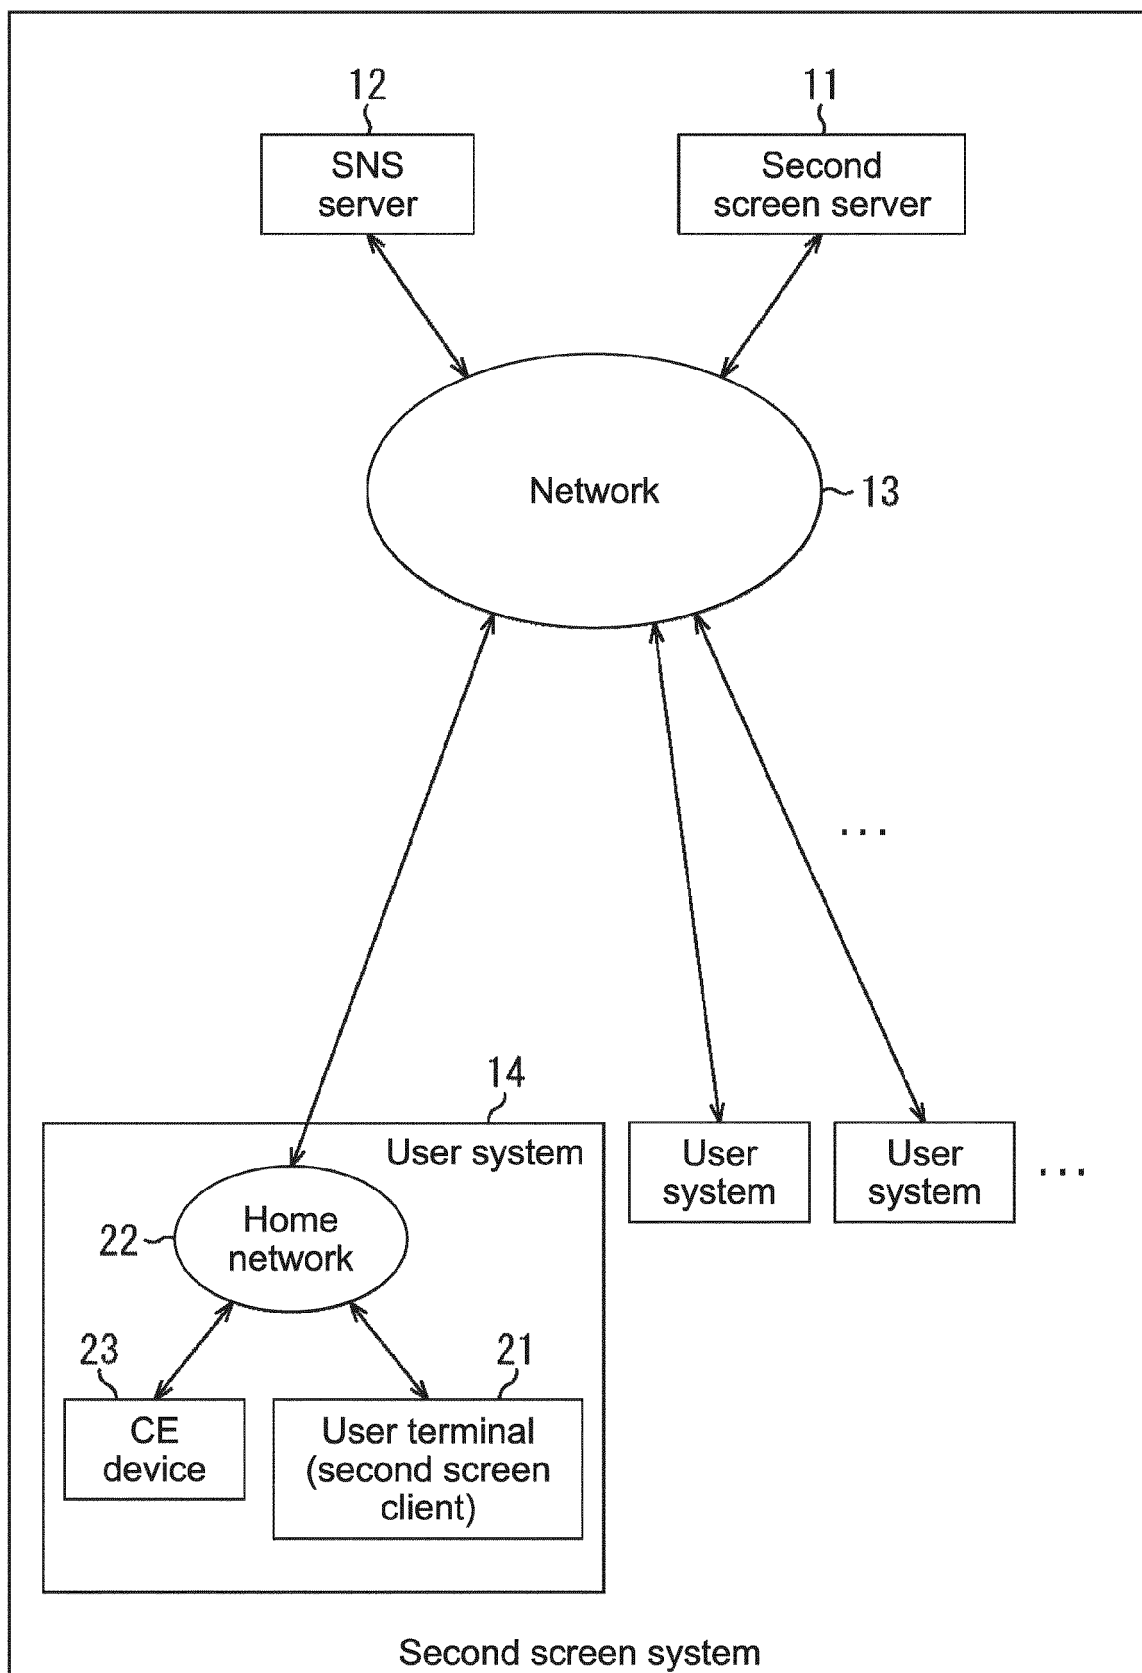 12
11
SNS
server
Second
screen server
Network
13
...
14
User system
User
system
User
system
...
Home
network
22
23
21
CE
device
User terminal
(second screen
client)
Second screen system